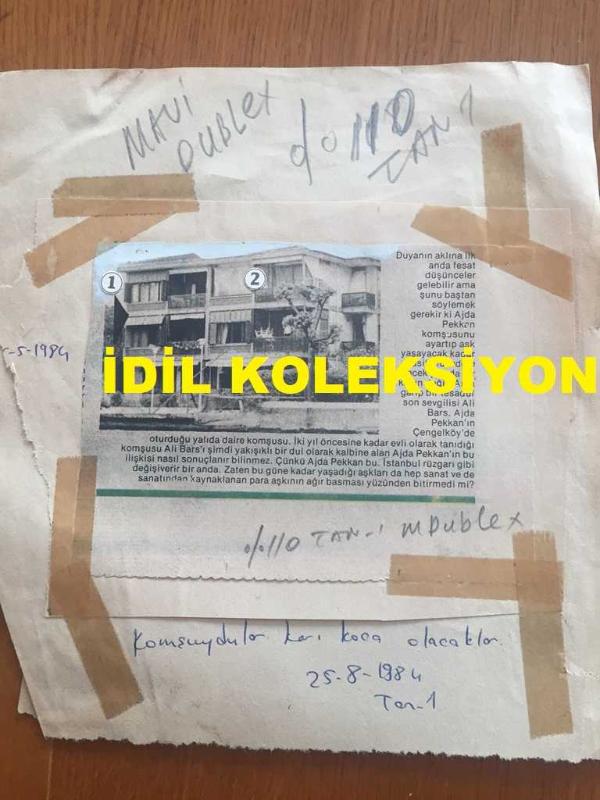 MAVİ
DUBLEX
% 110
TAN 1
1
2
Duyanın aklına ilk
anda fesat
düşünceler
gelebilir ama
şunu baştan
söylemek
gerekir ki Ajda
Pekkan
komşusunu
ayartıp aşk
yaşayacak kadar
son sevgilisi Ali
Bars, Ajda
Pekkan'ın
Çengelköy'de
oturduğu yalıda daire komşusu. İki yıl öncesine kadar evli olarak tanıdığı
komşusu Ali Bars'ı şimdi yakışıklı bir dul olarak kalbine alan Ajda Pekkan'ın bu
ilişkisi nasıl sonuçlanır bilinmez. Çünkü Ajda Pekkan bu. İstanbul rüzgarı gibi
değişiverir bir anda. Zaten bu güne kadar yaşadığı aşkları da hep sanat ve de
sanatından kaynaklanan para aşkının ağır basması yüzünden bitirmedi mi?
-5-1984
İDİL KOLEKSİYON
%110 TAN-1 MDublex
Komşuydular karı koca olacaklar.
25-8-1984
Tan-1